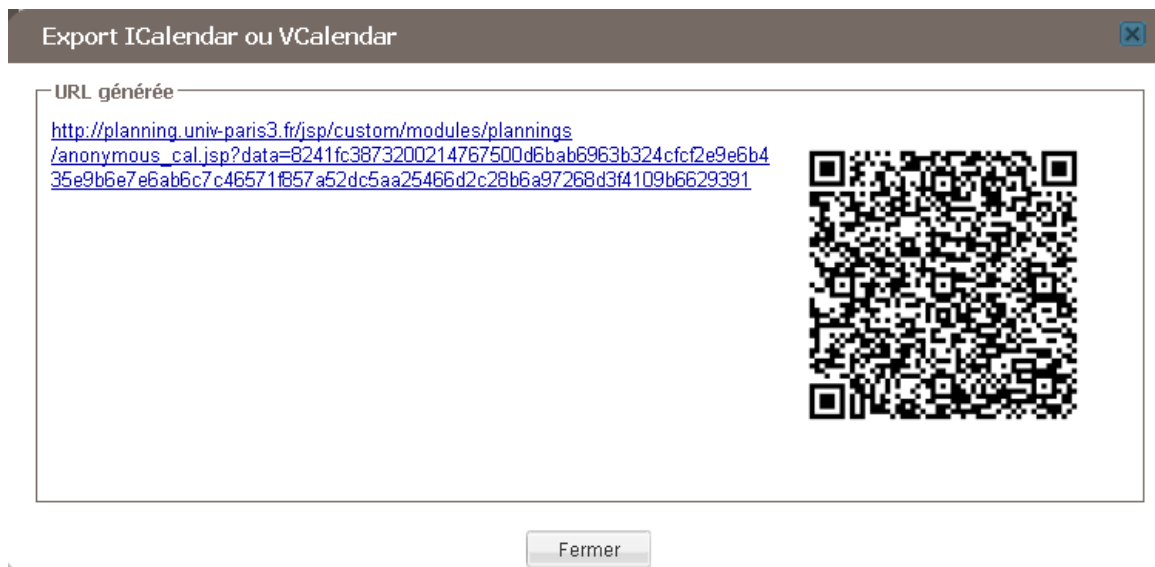 Export ICalendar ou VCalendar
URL générée
http://planning.univ-paris3.fr/jsp/custom/modules/plannings
/anonymous_cal.jsp?data=8241fc3873200214767500d6bab6963b324cfcf2e9e6b4
35e9b6e7e6ab6c7c46571f857a52dc5aa25466d2c28b6a97268d3f4109b6629391
Fermer